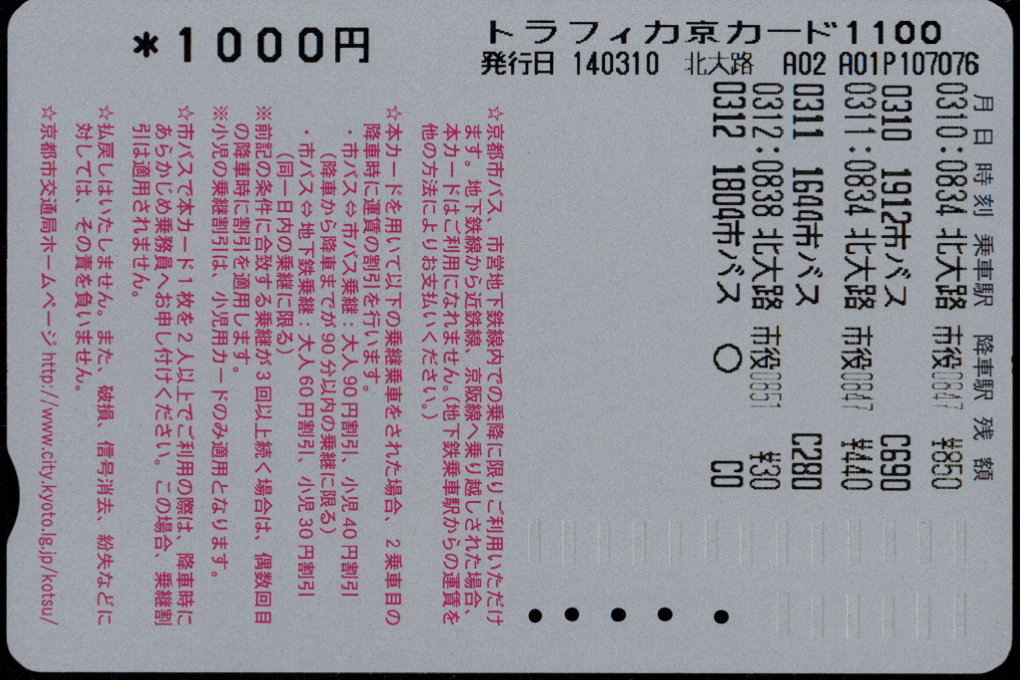 ＊1000円
トラフィカ京カード1100
発行日 140310 北大路 A02 A01P107076
月 日 時 刻 乗車駅 降車駅 残 額
0310:0834 北大路 市役0847 ¥850
0310 1912市バス C690
0311:0834 北大路 市役0847 ¥440
0311 1644市バス C280
0312:0838 北大路 市役0851 ¥30
0312 1804市バス ○ C0
☆京都市バス、市営地下鉄線内での乗降に限りご利用いただけ
ます。地下鉄線から近鉄線、京阪線へ乗り越しされた場合、
本カードはご利用になれません。(地下鉄乗車駅からの運賃を
他の方法によりお支払いください。)
☆本カードを用いて以下の乗継乗車をされた場合、2乗車目の
降車時に運賃の割引を行います。
・市バス⇔市バス乗継：大人90円割引、小児40円割引
(降車から降車までが90分以内の乗継に限る)
・市バス⇔地下鉄乗継：大人60円割引、小児30円割引
(同一日内の乗継に限る)
※前記の条件に合致する乗継が3回以上続く場合は、偶数回目
の降車時に割引を適用します。
※小児の乗継割引は、小児用カードのみ適用となります。
☆市バスで本カード1枚を2人以上でご利用の際は、降車時に
あらかじめ乗務員へお申し付けください。この場合、乗継割
引は適用されません。
☆払戻しはいたしません。また、破損、信号消去、紛失などに
対しては、その責を負いません。
☆京都市交通局ホームページ http://www.city.kyoto.lg.jp/kotsu/